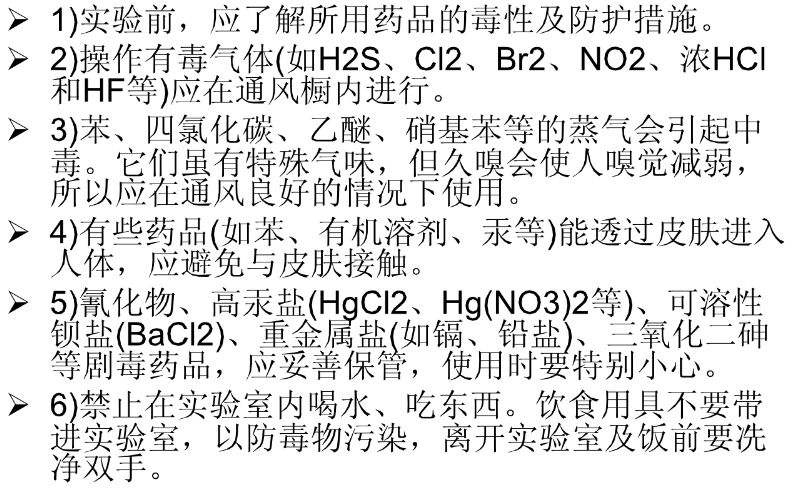 ➢ 1)实验前，应了解所用药品的毒性及防护措施。
➢ 2)操作有毒气体(如H2S、Cl2、Br2、NO2、浓HCl
和HF等)应在通风橱内进行。
➢ 3)苯、四氯化碳、乙醚、硝基苯等的蒸气会引起中
毒。它们虽有特殊气味，但久嗅会使人嗅觉减弱，
所以应在通风良好的情况下使用。
➢ 4)有些药品(如苯、有机溶剂、汞等)能透过皮肤进入
人体，应避免与皮肤接触。
➢ 5)氰化物、高汞盐(HgCl2、Hg(NO3)2等)、可溶性
钡盐(BaCl2)、重金属盐(如镉、铅盐)、三氧化二砷
等剧毒药品，应妥善保管，使用时要特别小心。
➢ 6)禁止在实验室内喝水、吃东西。饮食用具不要带
进实验室，以防毒物污染，离开实验室及饭前要冼
净双手。